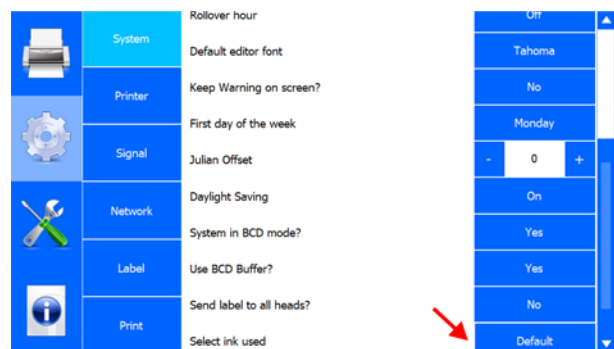 Rollover hour Off
System
Default editor font Tahoma
Keep Warning on screen? No
Printer
First day of the week Monday
Signal
Julian Offset - 0 +
Daylight Saving On
Network
System in BCD mode? Yes
Label
Use BCD Buffer? Yes
Send label to all heads? No
Print
Select ink used Default